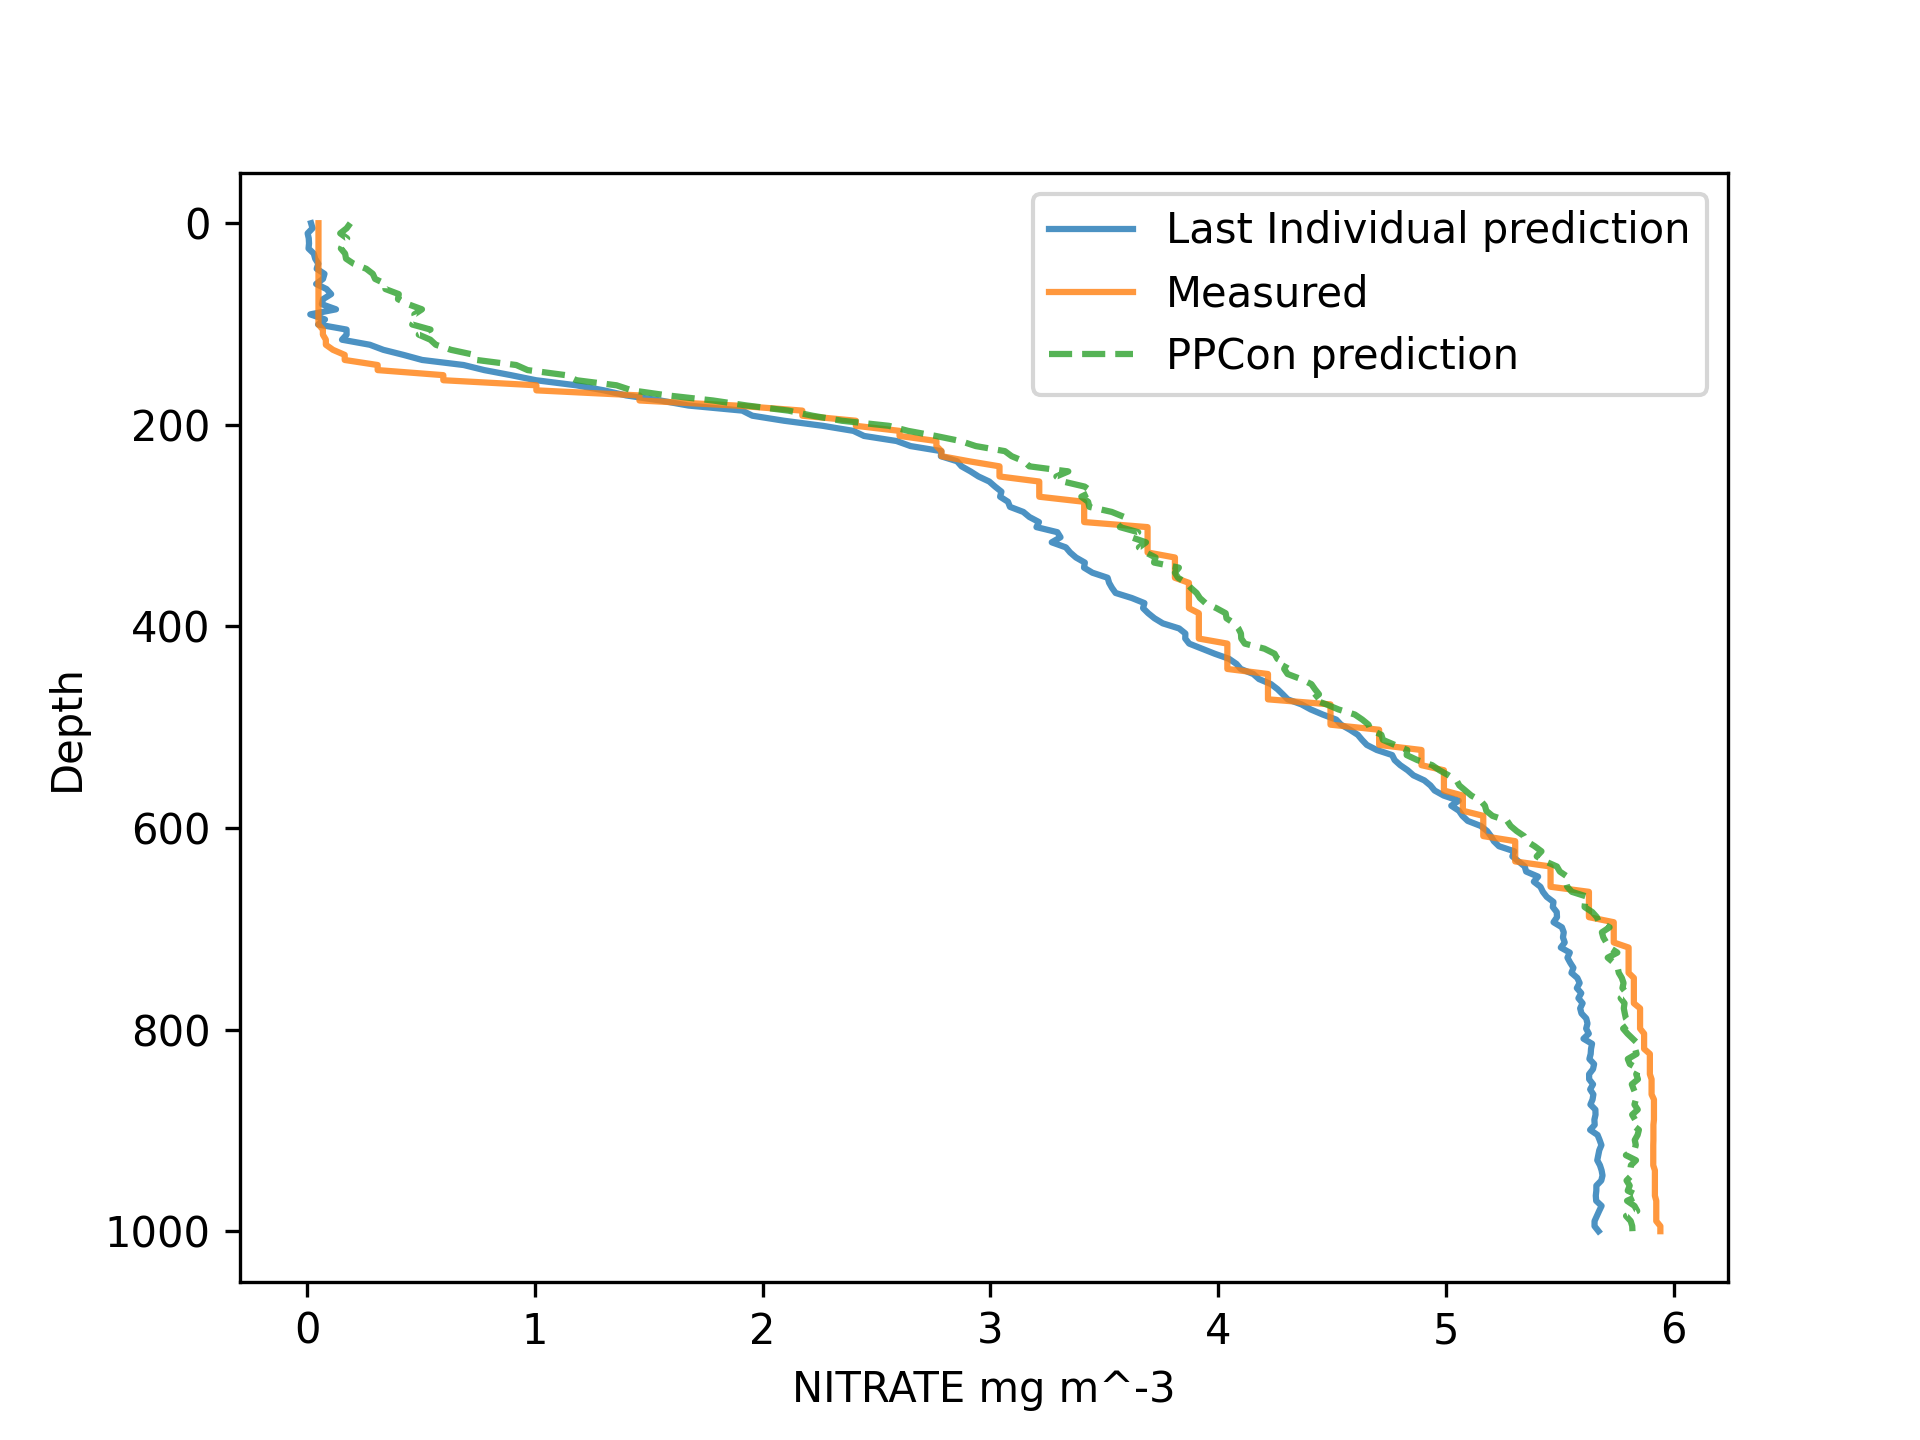 Last Individual prediction
Measured
PPCon prediction
0
200
400
600
800
1000
Depth
0 1 2 3 4 5 6
NITRATE mg m^-3